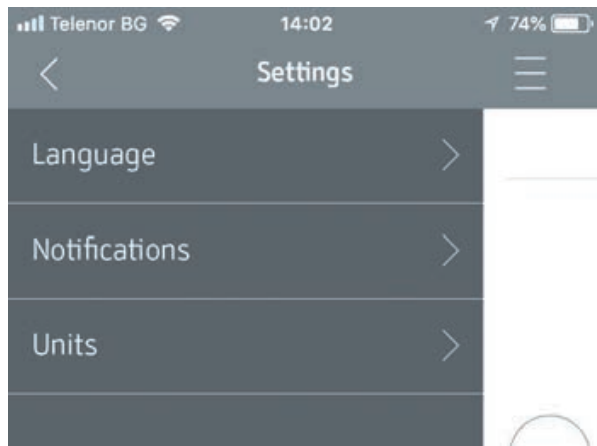 Telenor BG 14:02 74%
Settings
Language
Notifications
Units